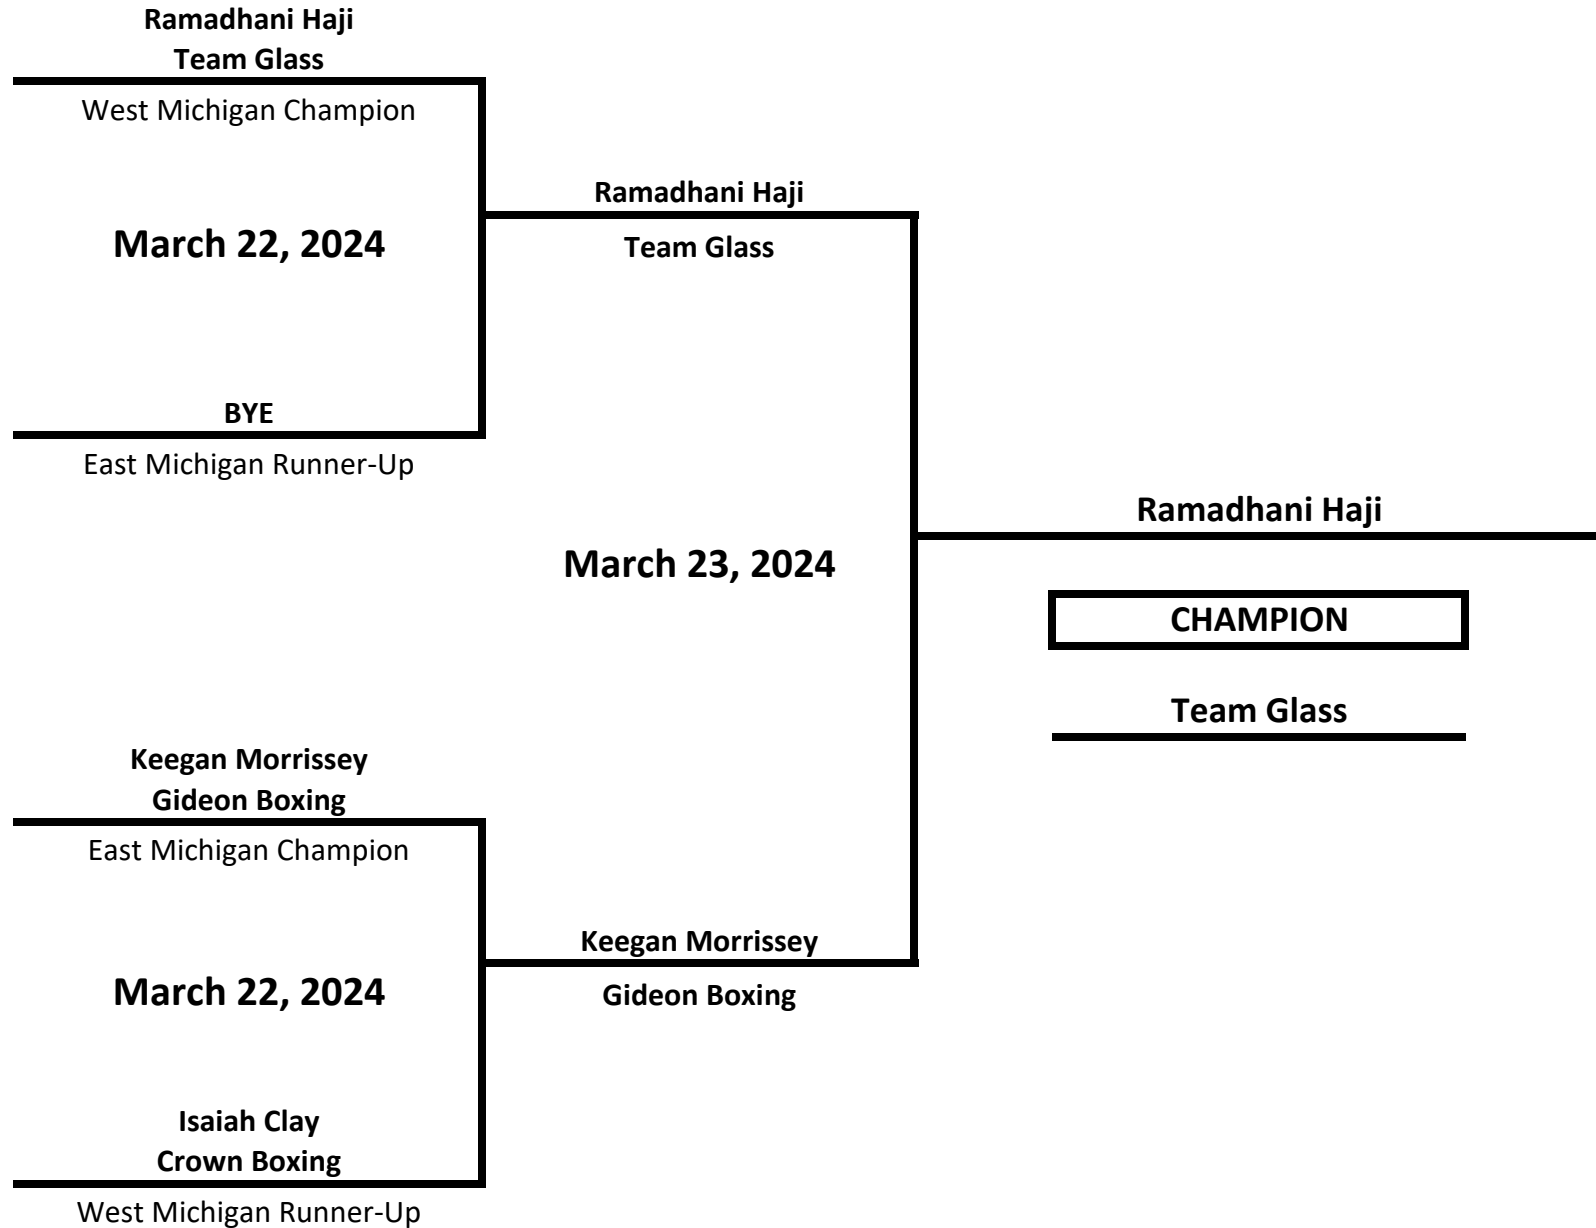 Ramadhani Haji
Team Glass
West Michigan Champion
March 22, 2024
BYE
East Michigan Runner-Up
Ramadhani Haji
Team Glass
March 23, 2024
Ramadhani Haji
CHAMPION
Team Glass
Keegan Morrissey
Gideon Boxing
East Michigan Champion
March 22, 2024
Isaiah Clay
Crown Boxing
West Michigan Runner-Up
Keegan Morrissey
Gideon Boxing